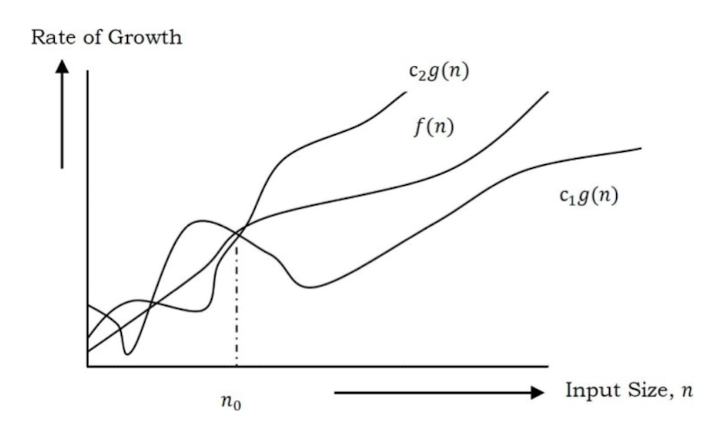 Rate of Growth
c₂g(n)
f(n)
c₁g(n)
Input Size, n
n₀